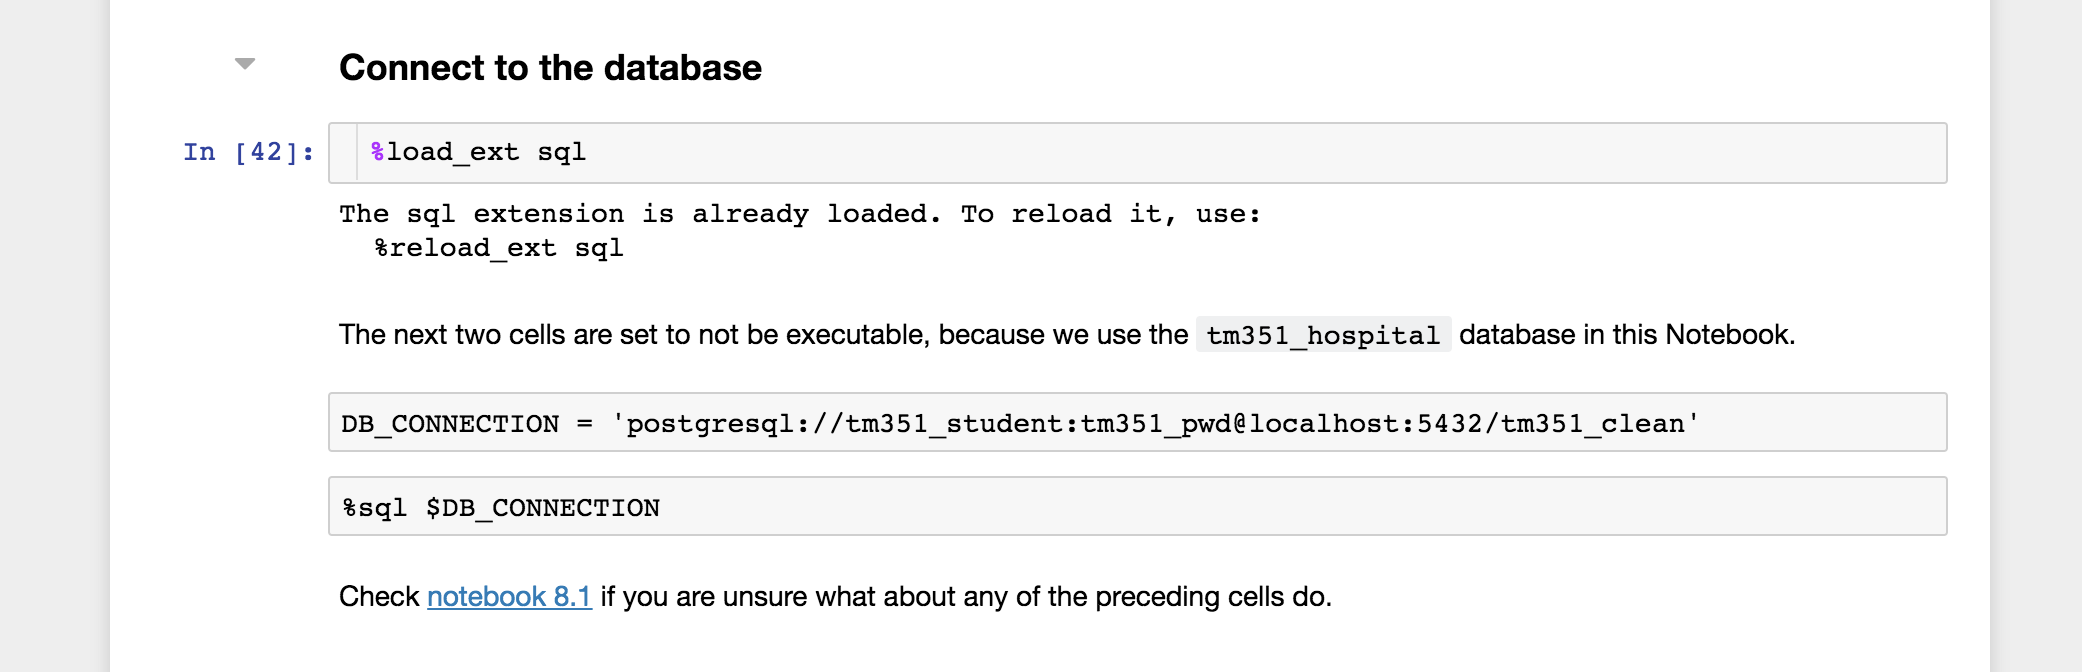 Connect to the database
In [42]: %load_ext sql
The sql extension is already loaded. To reload it, use:
%reload_ext sql
The next two cells are set to not be executable, because we use the tm351_hospital database in this Notebook.
DB_CONNECTION = 'postgresql://tm351_student:tm351_pwd@localhost:5432/tm351_clean'
%sql $DB_CONNECTION
Check notebook 8.1 if you are unsure what about any of the preceding cells do.